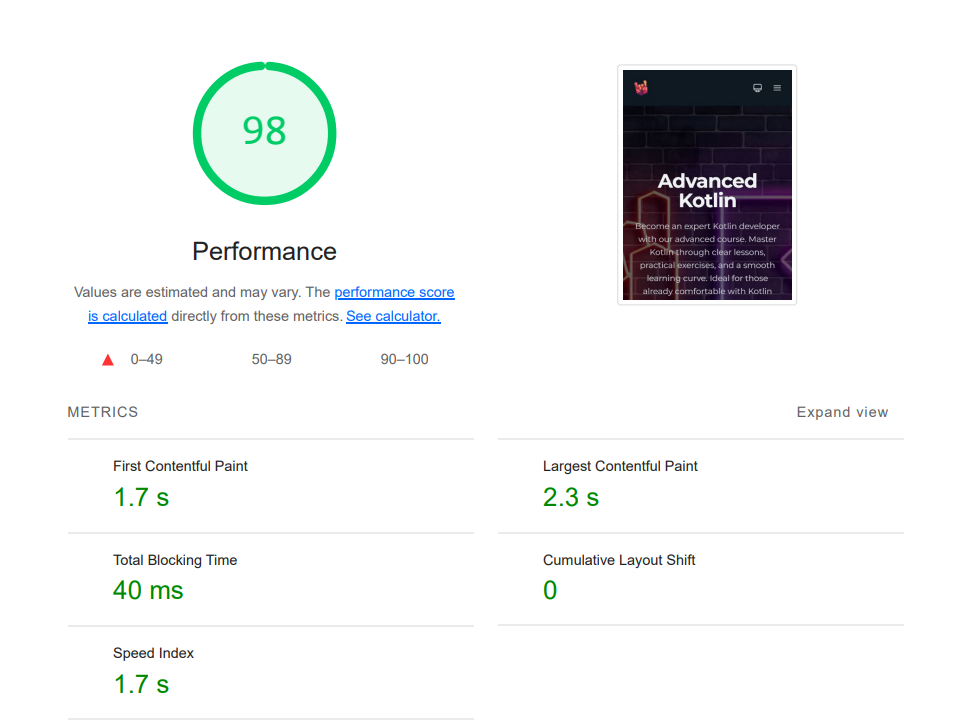 98
Performance
Values are estimated and may vary. The performance score
is calculated directly from these metrics. See calculator.
0–49
50–89
90–100
Advanced
Kotlin
Become an expert Kotlin developer
with our advanced course. Master
Kotlin through clear lessons,
practical exercises, and a smooth
learning curve. Ideal for those
already comfortable with Kotlin
METRICS
Expand view
First Contentful Paint
1.7 s
Largest Contentful Paint
2.3 s
Total Blocking Time
40 ms
Cumulative Layout Shift
0
Speed Index
1.7 s